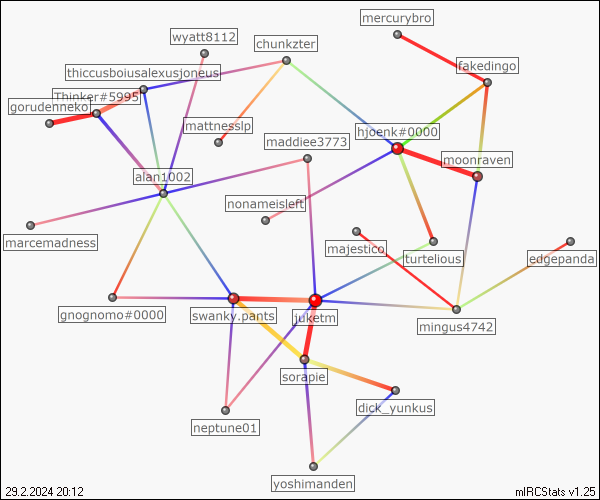 mercurybro
wyatt8112
chunkzter
fakedingo
thiccusboiusalexusjoneus
Thinker#5995
gorudenneko
mattnesslp
hjoenk#0000
maddiee3773
moonraven
alan1002
nonameisleft
marcemadness
majestico
turtelious
edgepanda
gnognomo#0000
swanky.pants
juketm
mingus4742
sorapie
dick_yunkus
neptune01
yoshimanden
29.2.2024 20:12
mIRCStats v1.25